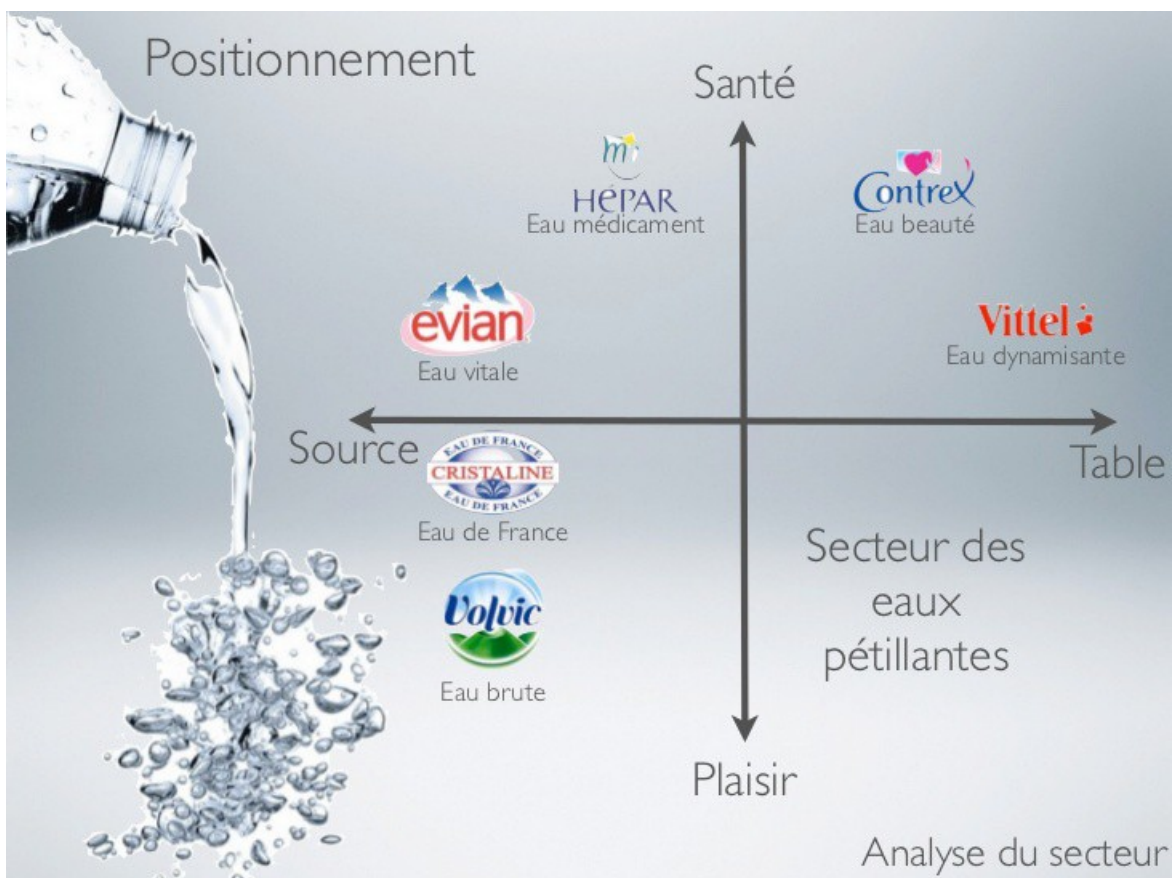 Positionnement
Santé
HÉPAR
Eau médicament
Contrex
Eau beauté
evian
Eau vitale
Vittel
Eau dynamisante
Source
Table
EAU DE FRANCE
CRISTALINE
EAU DE FRANCE
Eau de France
Volvic
Eau brute
Secteur des
eaux
pétillantes
Plaisir
Analyse du secteur